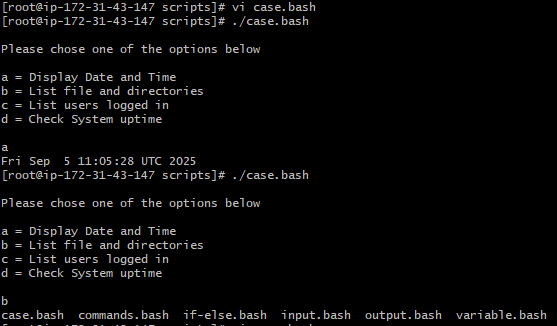 [root@ip-172-31-43-147 scripts]# vi case.bash
[root@ip-172-31-43-147 scripts]# ./case.bash
Please chose one of the options below
a = Display Date and Time
b = List file and directories
c = List users logged in
d = Check System uptime
a
Fri Sep  5 11:05:28 UTC 2025
[root@ip-172-31-43-147 scripts]# ./case.bash
Please chose one of the options below
a = Display Date and Time
b = List file and directories
c = List users logged in
d = Check System uptime
b
case.bash  commands.bash  if-else.bash  input.bash  output.bash  variable.bash